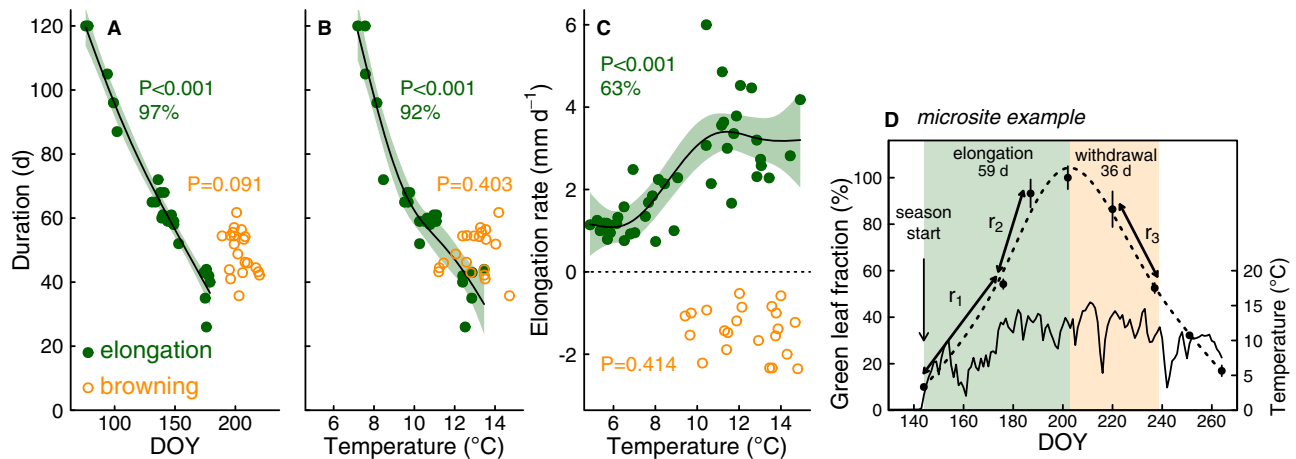 A
B
C
D microsite example
120
100
80
60
40
20
0
Duration (d)
P<0.001
97%
P=0.091
elongation
browning
100
150
200
DOY
P<0.001
92%
P=0.403
6
8
10
12
14
Temperature (°C)
6
4
2
0
-2
Elongation rate (mm d⁻¹)
P<0.001
63%
P=0.414
6
8
10
12
14
Temperature (°C)
100
80
60
40
20
0
Green leaf fraction (%)
elongation
59 d
withdrawal
36 d
season
start
r1
r2
r3
20
15
10
5
0
Temperature (°C)
140
160
180
200
220
240
260
DOY